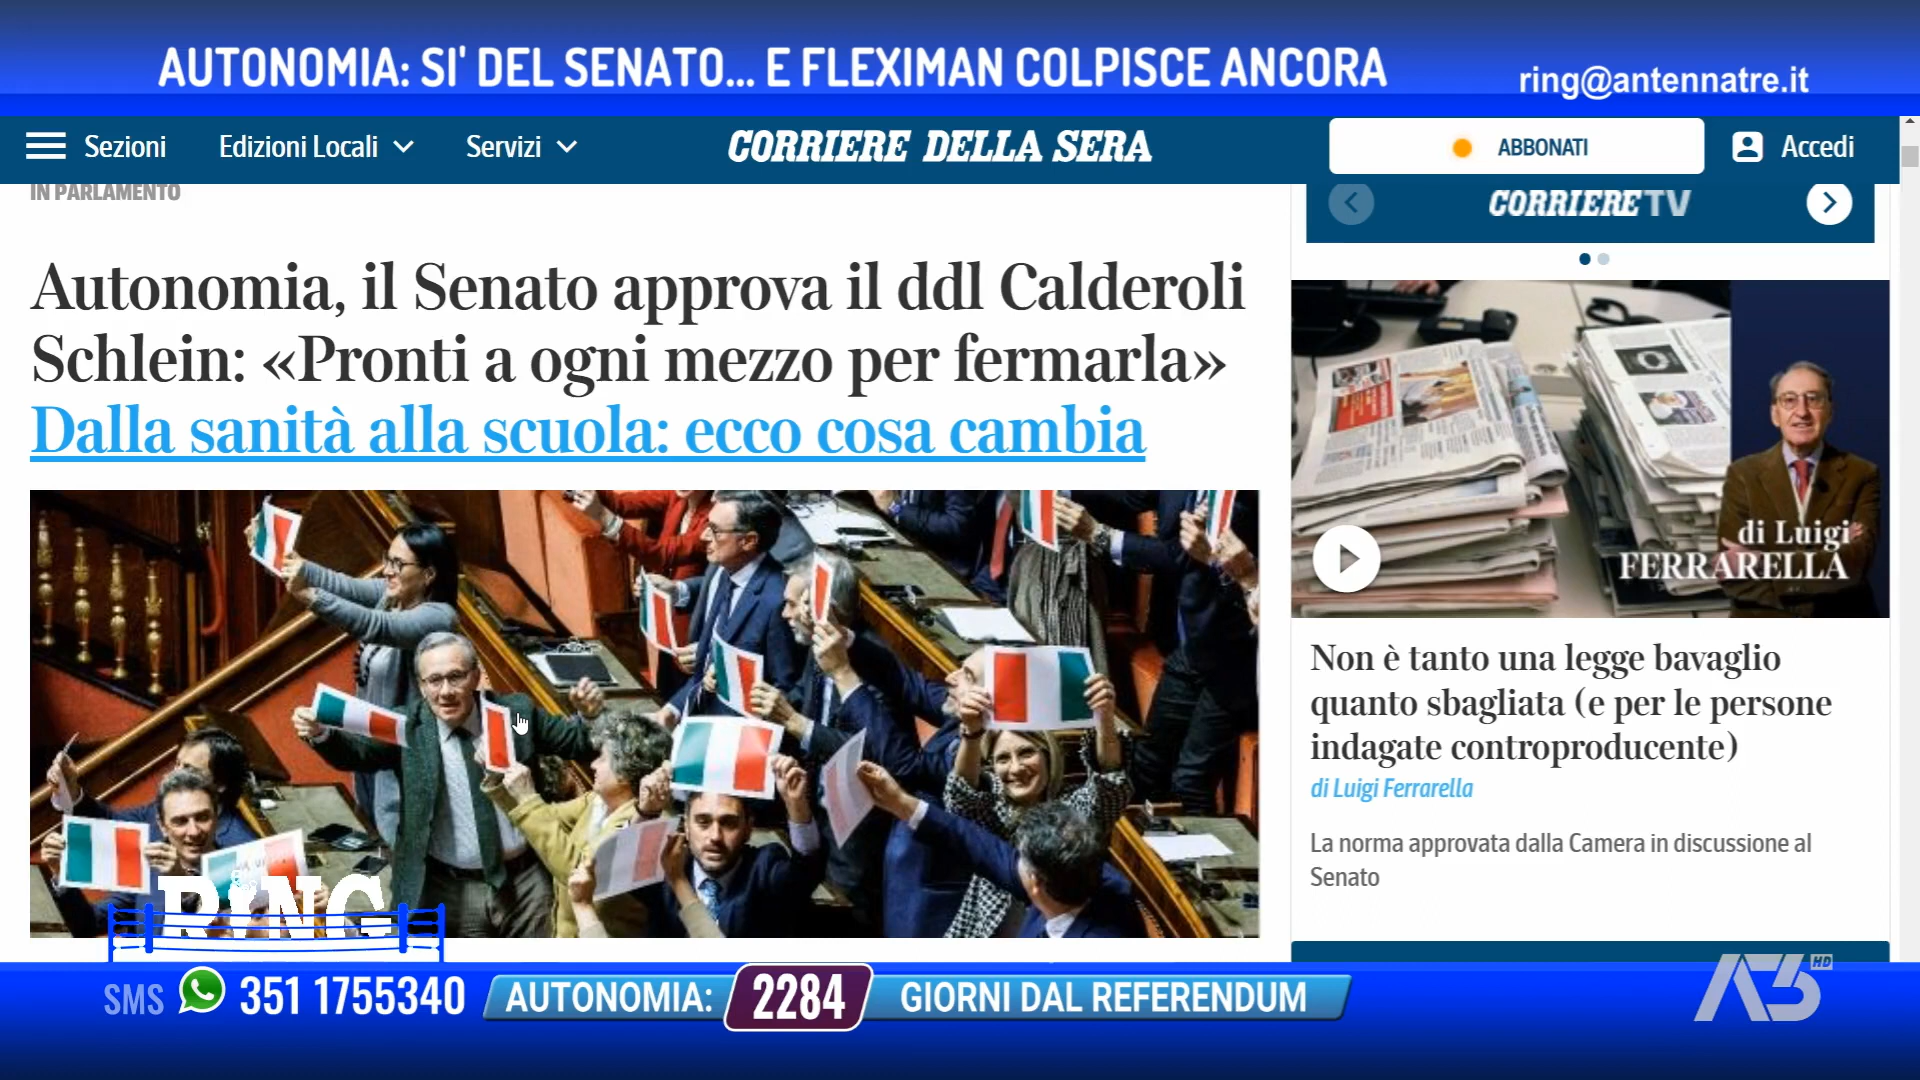 AUTONOMIA: SI' DEL SENATO... E FLEXIMAN COLPISCE ANCORA
ring@antennatre.it
Sezioni
Edizioni Locali
Servizi
CORRIERE DELLA SERA
ABBONATI
Accedi
IN PARLAMENTO
CORRIERE TV
Autonomia, il Senato approva il ddl Calderoli
Schlein: «Pronti a ogni mezzo per fermarla»
Dalla sanità alla scuola: ecco cosa cambia
di Luigi
FERRARELLA
Non è tanto una legge bavaglio
quanto sbagliata (e per le persone
indagate controproducente)
di Luigi Ferrarella
La norma approvata dalla Camera in discussione al
Senato
RING
SMS
351 1755340
AUTONOMIA:
2284
GIORNI DAL REFERENDUM
A3
HD